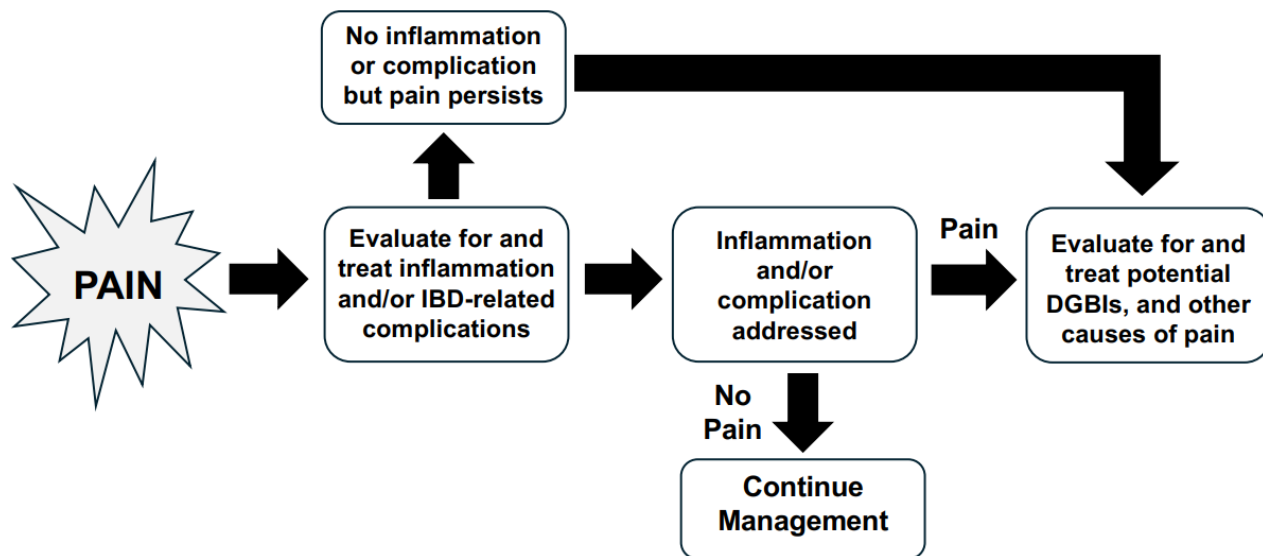 No inflammation
or complication
but pain persists
PAIN
Evaluate for and
treat inflammation
and/or IBD-related
complications
Inflammation
and/or
complication
addressed
Pain
Evaluate for and
treat potential
DGBIs, and other
causes of pain
No
Pain
Continue
Management